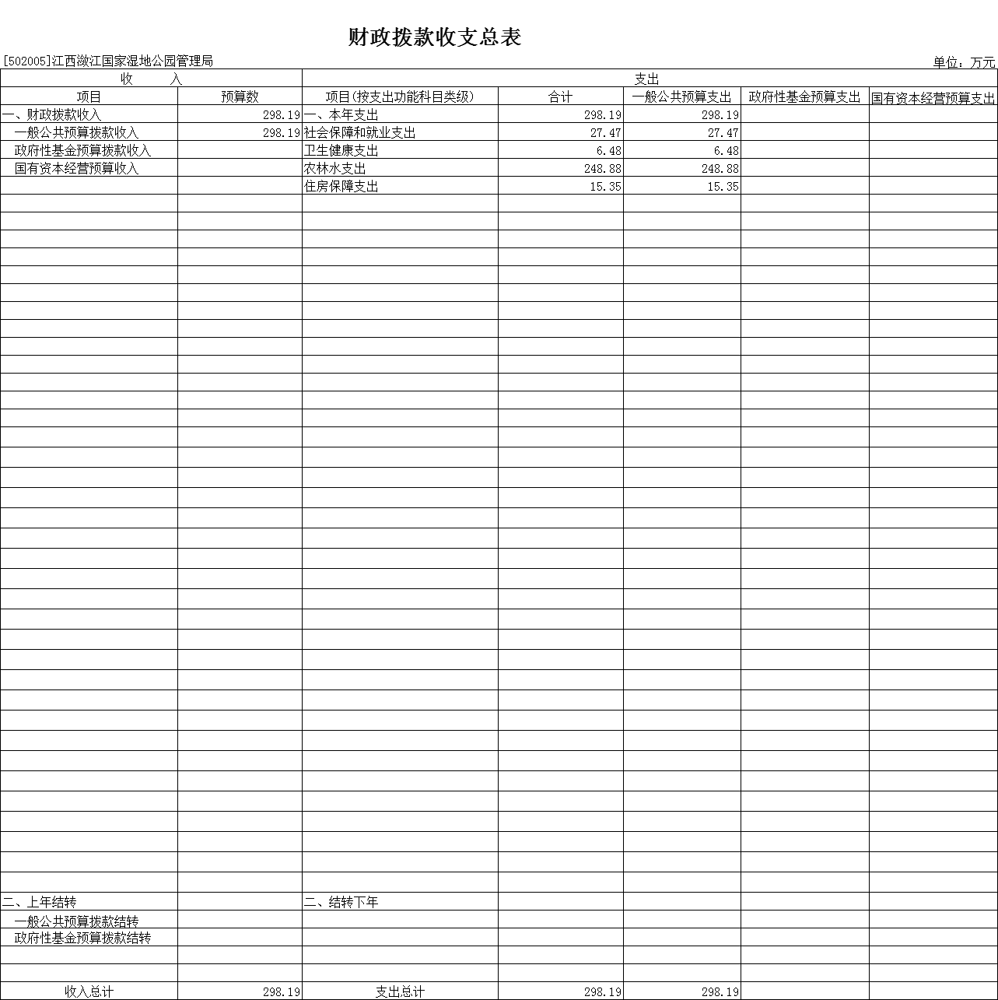 财政拨款收支总表
[502005]江西潋江国家湿地公园管理局 单位：万元
收 入 支出
项目 预算数 项目(按支出功能科目类级) 合计 一般公共预算支出 政府性基金预算支出 国有资本经营预算支出
一、财政拨款收入 298.19 一、本年支出 298.19 298.19
一般公共预算拨款收入 298.19 社会保障和就业支出 27.47 27.47
政府性基金预算拨款收入 卫生健康支出 6.48 6.48
国有资本经营预算收入 农林水支出 248.88 248.88
住房保障支出 15.35 15.35
二、上年结转 二、结转下年
一般公共预算拨款结转
政府性基金预算拨款结转
收入总计 298.19 支出总计 298.19 298.19